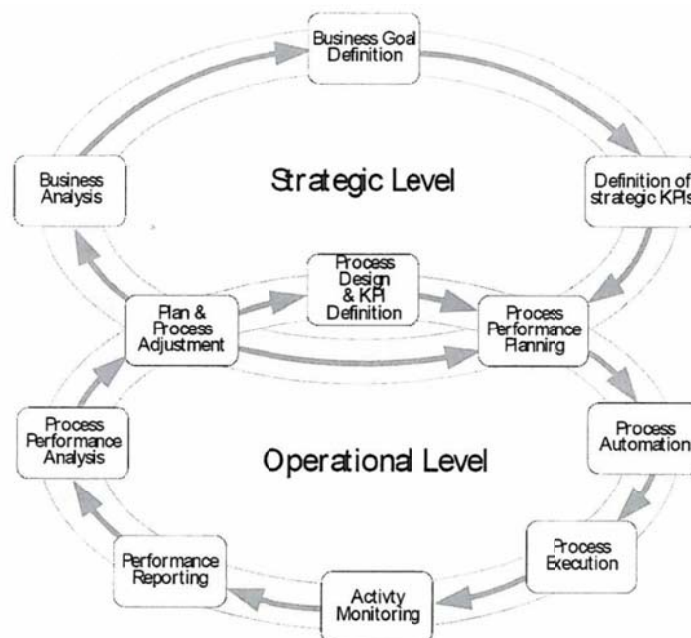 Business Goal
Definition
Business
Analysis
Strategic Level
Definition of
strategic KPIs
Process
Design
& KPI
Definition
Plan &
Process
Adjustment
Process
Performance
Planning
Process
Performance
Analysis
Operational Level
Process
Automation
Performance
Reporting
Process
Execution
Activty
Monitoring